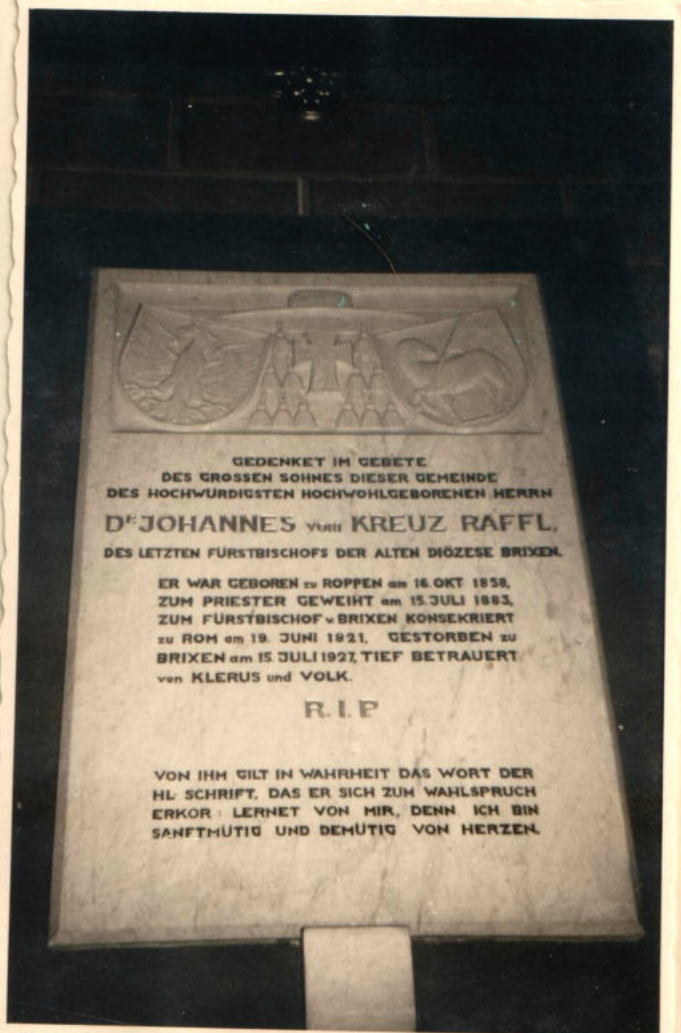 GEDENKET IM GEBETE
DES GROSSEN SOHNES DIESER GEMEINDE
DES HOCHWÜRDIGSTEN HOCHWOHLGEBORENEN HERRN
Dr. JOHANNES vom KREUZ RAFFL,
DES LETZTEN FÜRSTBISCHOFS DER ALTEN DIÖZESE BRIXEN.
ER WAR GEBOREN zu ROPPEN am 16. OKT 1858,
ZUM PRIESTER GEWEIHT am 15. JULI 1883,
ZUM FÜRSTBISCHOF v BRIXEN KONSEKRIERT
zu ROM am 19. JUNI 1921, GESTORBEN zu
BRIXEN am 15. JULI 1927, TIEF BETRAUERT
von KLERUS und VOLK.
R. I. P
VON IHM GILT IN WAHRHEIT DAS WORT DER
HL. SCHRIFT, DAS ER SICH ZUM WAHLSPRUCH
ERKOR : LERNET VON MIR, DENN ICH BIN
SANFTMÜTIG UND DEMÜTIG VON HERZEN.